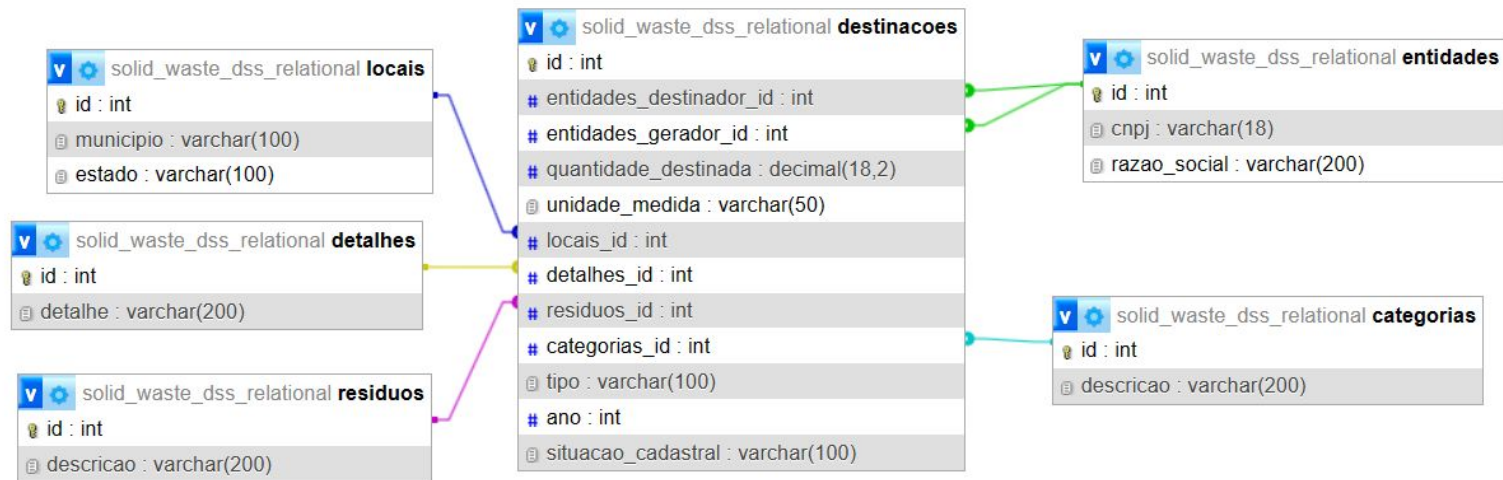 solid_waste_dss_relational locais
id : int
municipio : varchar(100)
estado : varchar(100)
solid_waste_dss_relational detalhes
id : int
detalhe : varchar(200)
solid_waste_dss_relational residuos
id : int
descricao : varchar(200)
solid_waste_dss_relational destinacoes
id : int
# entidades_destinador_id : int
# entidades_gerador_id : int
# quantidade_destinada : decimal(18,2)
unidade_medida : varchar(50)
# locais_id : int
# detalhes_id : int
# residuos_id : int
# categorias_id : int
tipo : varchar(100)
# ano : int
situacao_cadastral : varchar(100)
solid_waste_dss_relational entidades
id : int
cnpj : varchar(18)
razao_social : varchar(200)
solid_waste_dss_relational categorias
id : int
descricao : varchar(200)